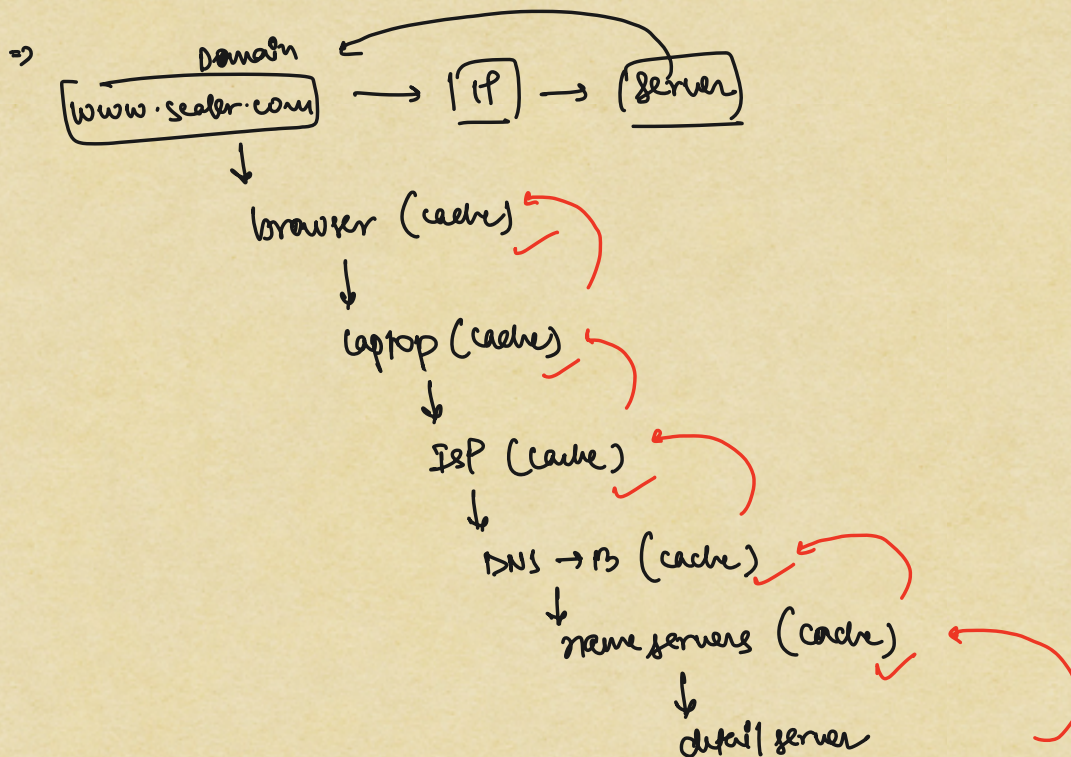 =>
Domain
www.scaler.com → IP → Server
↓
browser (cache) ✓
↓
Laptop (cache) ✓
↓
ISP (cache) ✓
↓
DNS → 13 (cache) ✓
↓
name servers (cache) ✓
↓
detail server